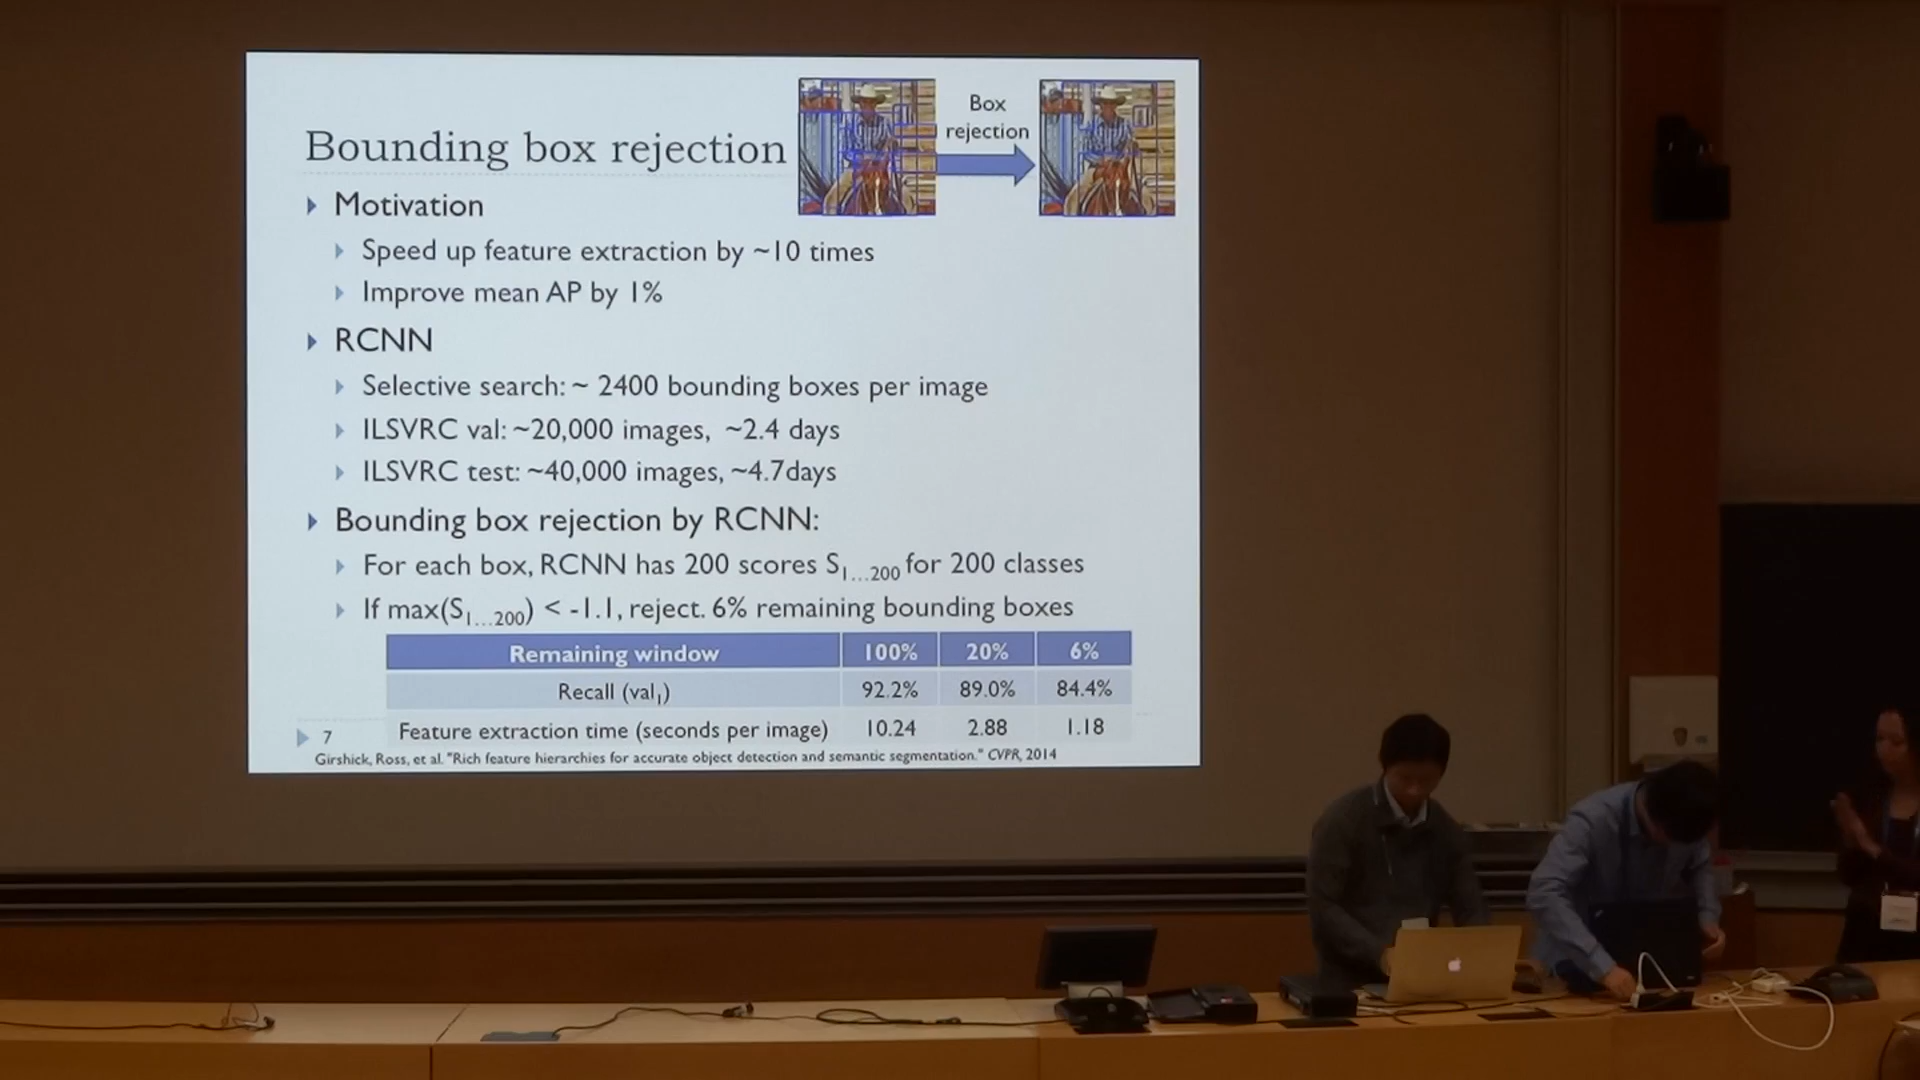 Box
rejection
Bounding box rejection
Motivation
Speed up feature extraction by ~10 times
Improve mean AP by 1%
RCNN
Selective search: ~ 2400 bounding boxes per image
ILSVRC val: ~20,000 images, ~2.4 days
ILSVRC test: ~40,000 images, ~4.7days
Bounding box rejection by RCNN:
For each box, RCNN has 200 scores S1...200 for 200 classes
If max(S1...200) < -1.1, reject. 6% remaining bounding boxes
Remaining window 100% 20% 6%
Recall (val1) 92.2% 89.0% 84.4%
Feature extraction time (seconds per image) 10.24 2.88 1.18
7
Girshick, Ross, et al. "Rich feature hierarchies for accurate object detection and semantic segmentation." CVPR, 2014